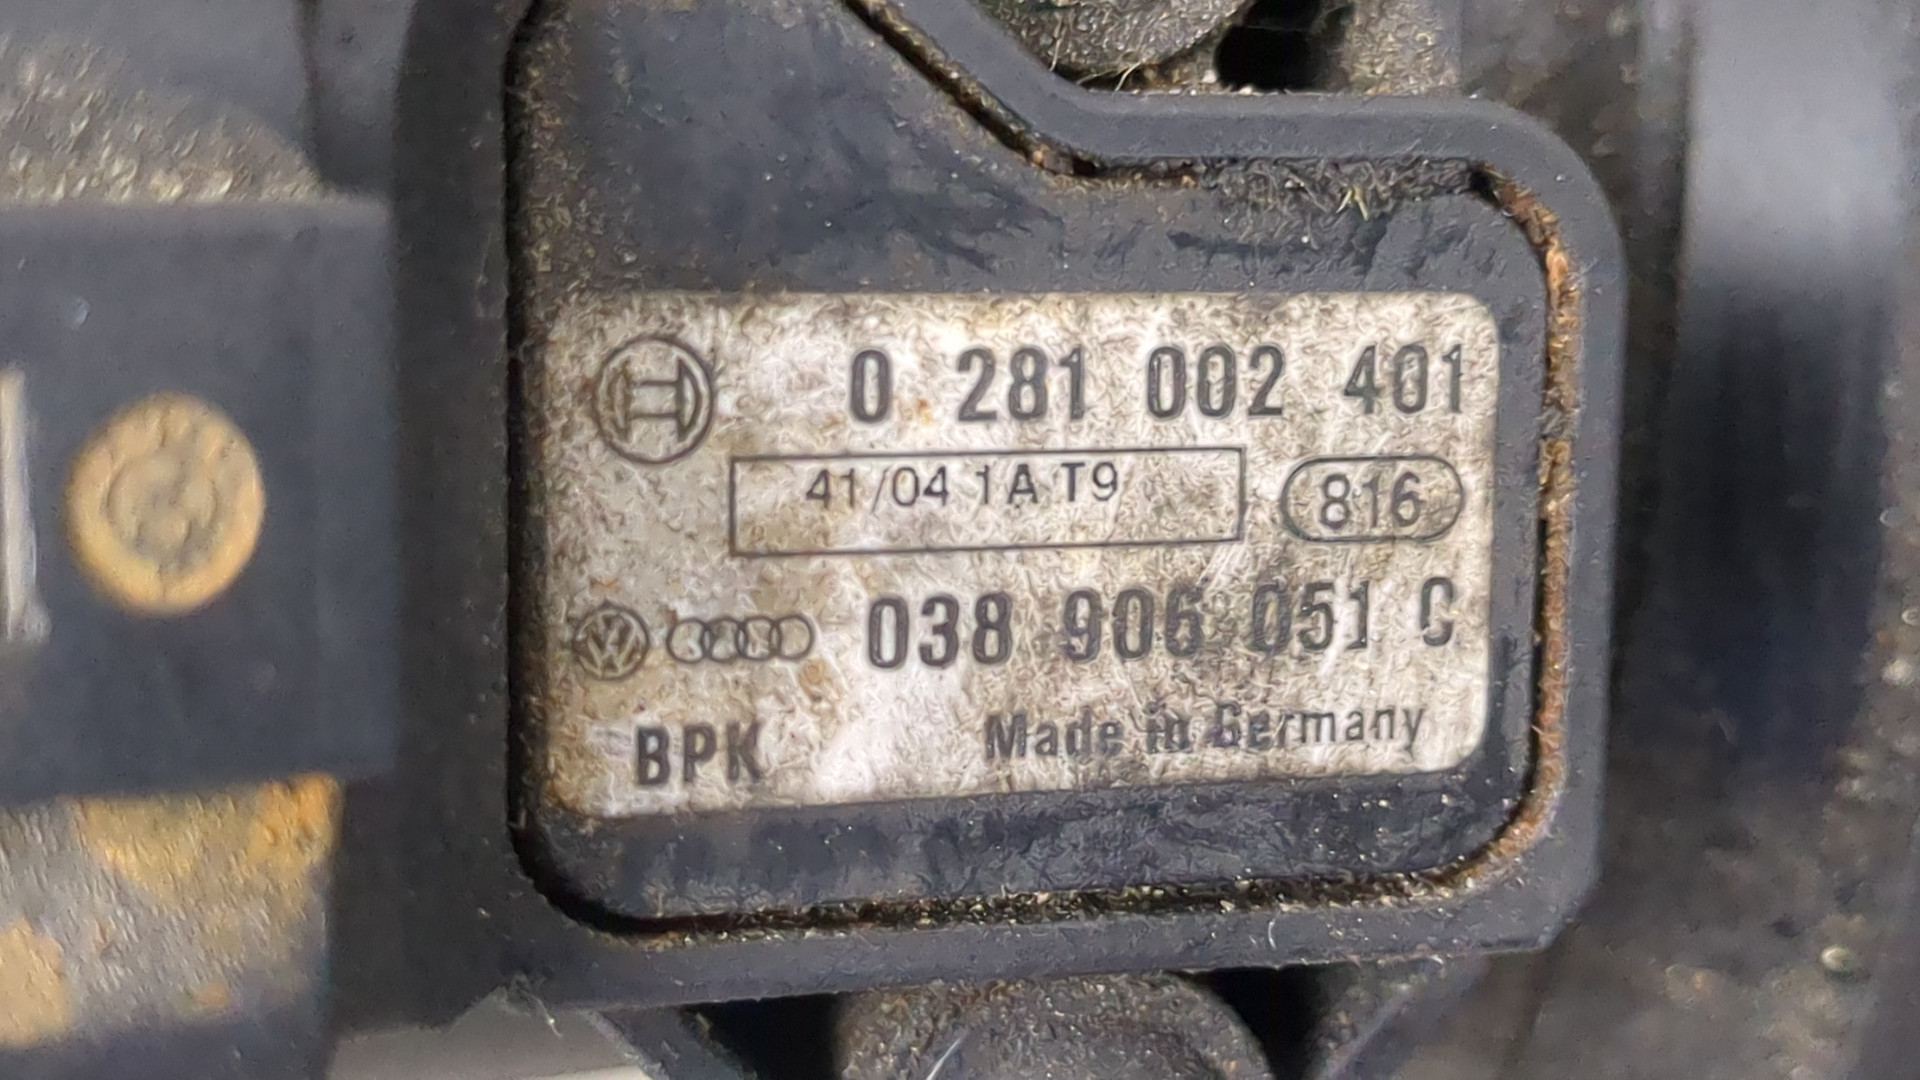 0 281 002 401
41/04 1A T9
816
038 906 051 C
BPK
Made in Germany